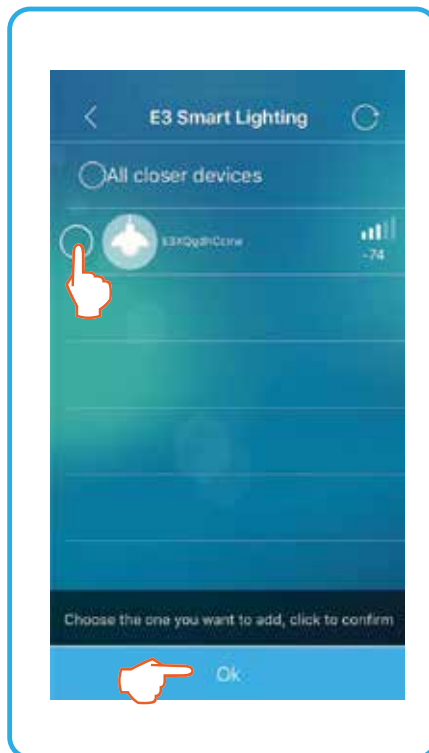 E3 Smart Lighting
All closer devices
-74
Choose the one you want to add, click to confirm
Ok